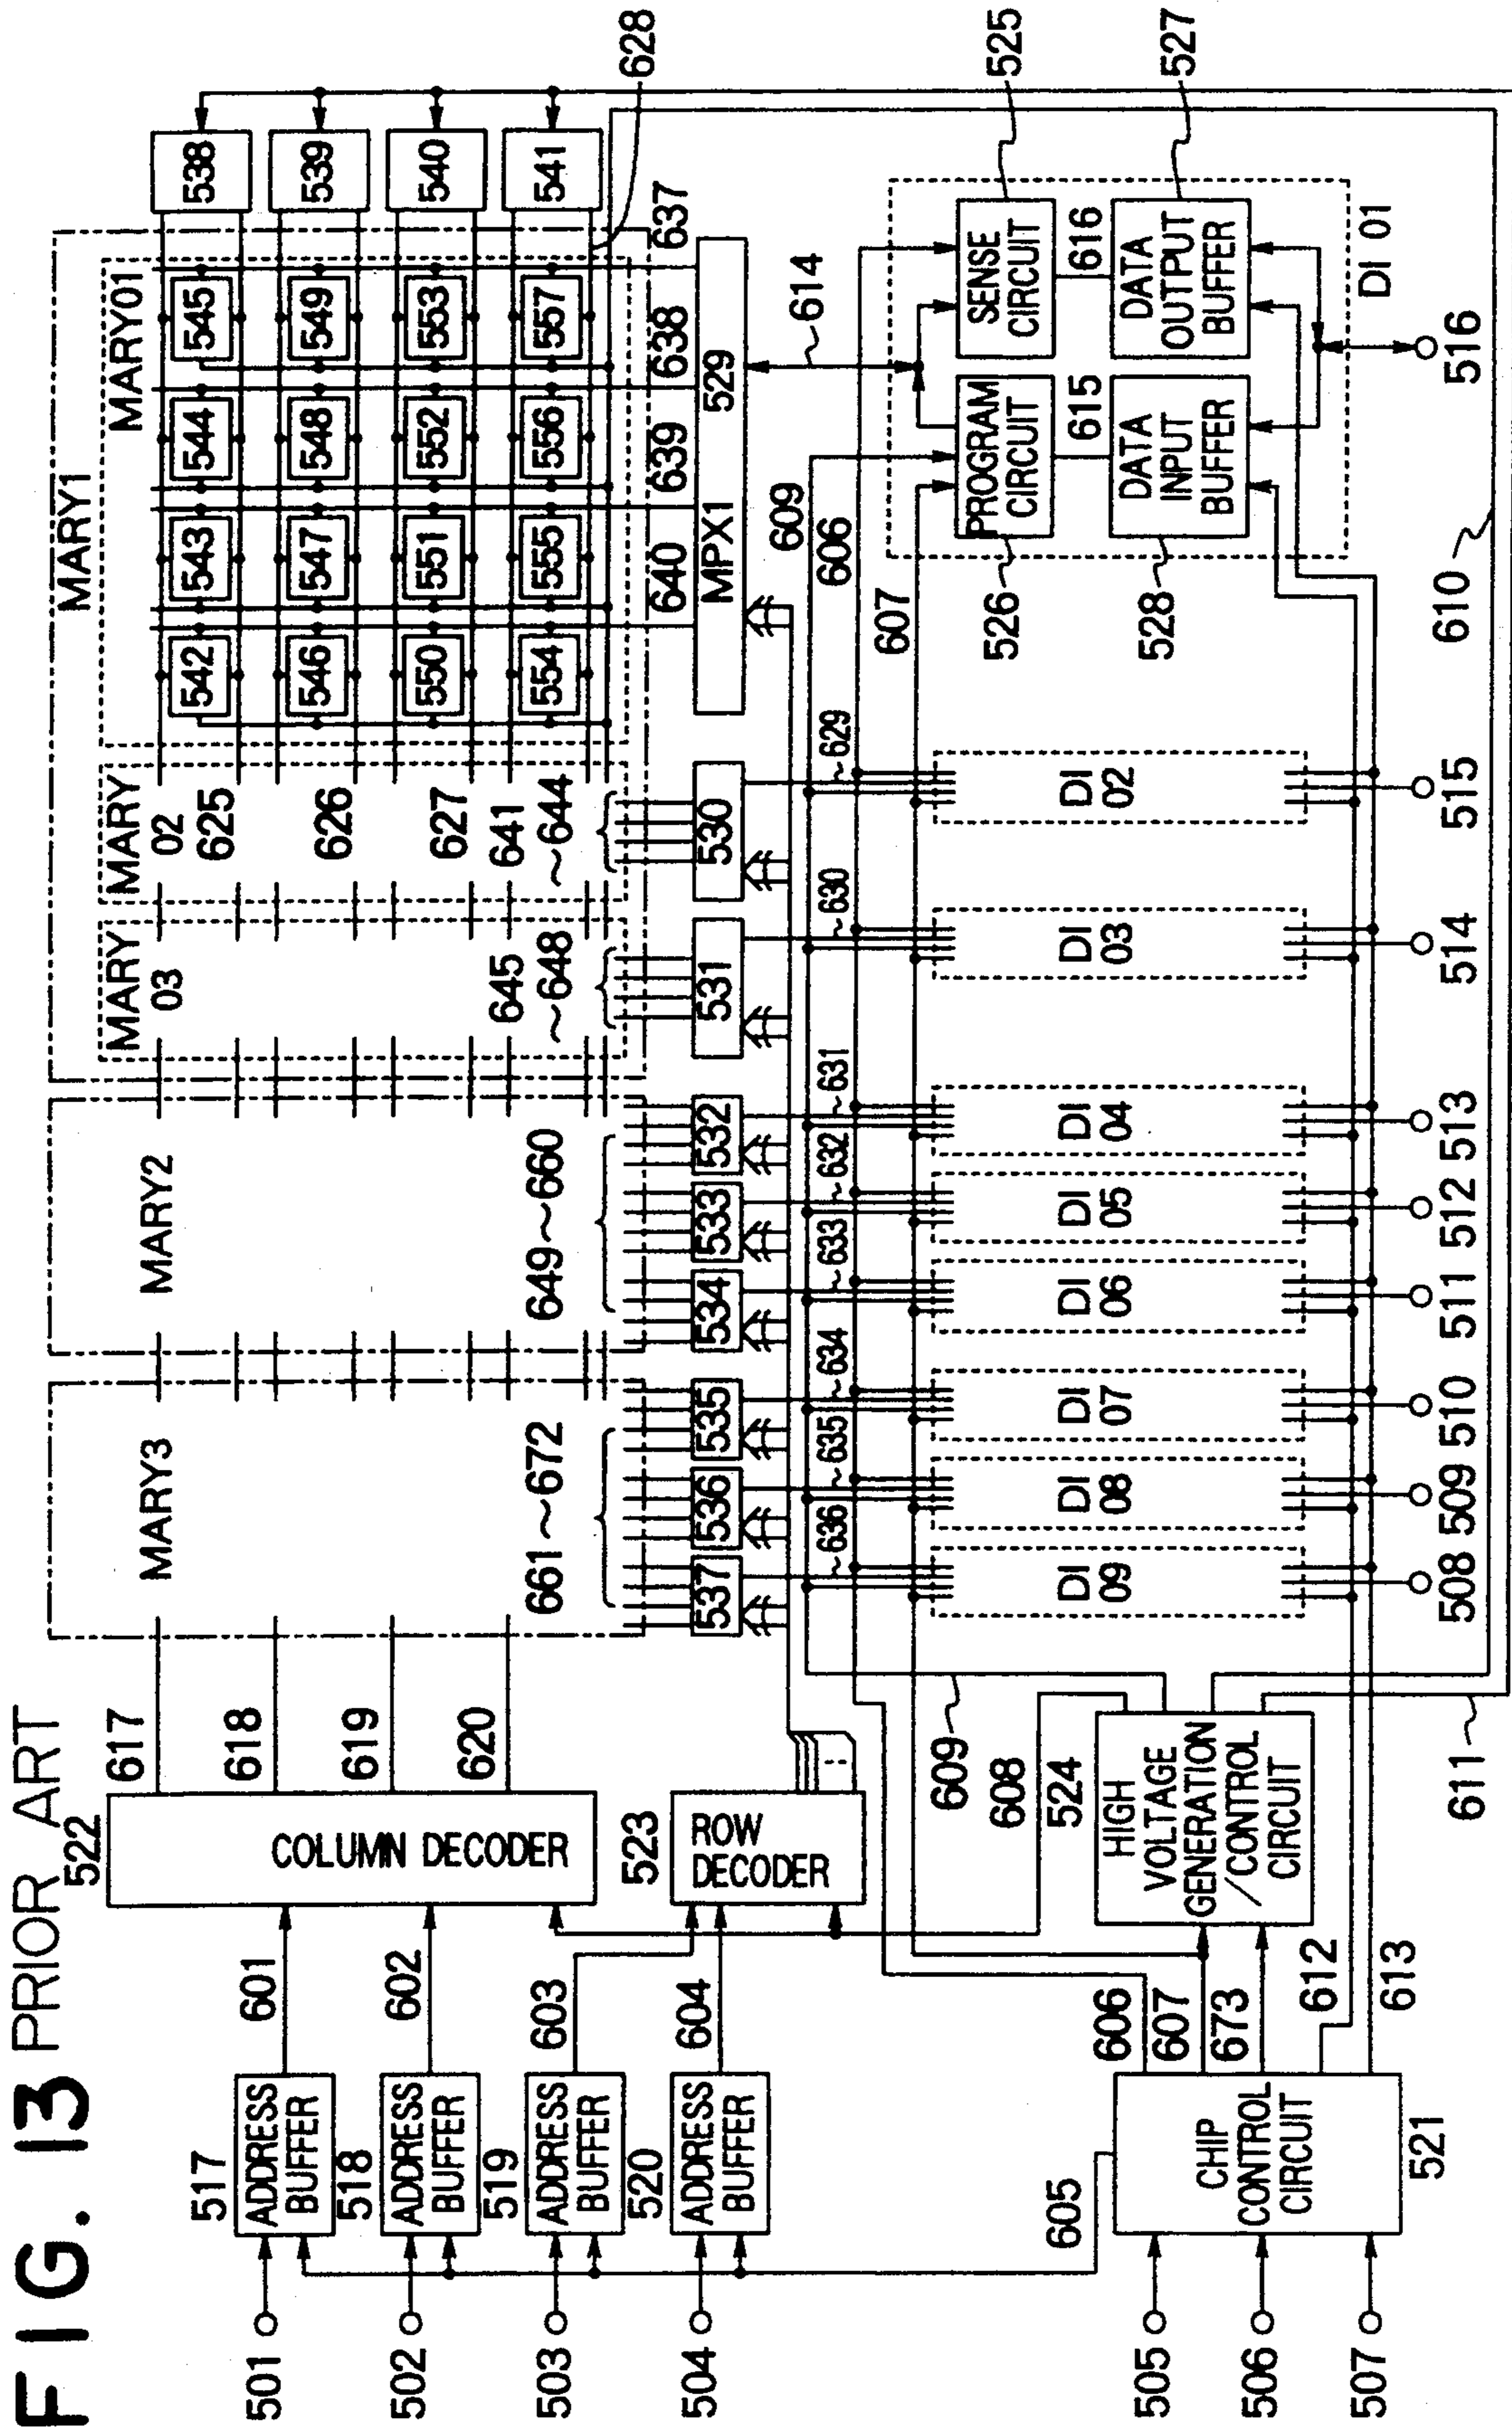 FIG. 13 PRIOR ART
501
502
503
504
505
506
507
517
ADDRESS
BUFFER
518
ADDRESS
BUFFER
519
ADDRESS
BUFFER
520
ADDRESS
BUFFER
605
CHIP
CONTROL
CIRCUIT
521
601
602
603
604
606
607
673
612
613
522
COLUMN DECODER
523
ROW
DECODER
608
524
HIGH
VOLTAGE
GENERATION
/CONTROL
CIRCUIT
609
611
617
618
619
620
MARY3
661~672
537
536
535
636
635
634
DI
09
DI
08
DI
07
508
509
510
MARY2
649~660
534
533
532
633
632
631
DI
06
DI
05
DI
04
511
512
513
MARY1
MARY
03
645
~648
531
630
DI
03
514
MARY
02
625
626
627
641
~644
530
629
DI
02
515
MARY01
542
543
544
545
546
547
548
549
550
551
552
553
554
555
556
557
538
539
540
541
628
640
639
638
637
MPX1
529
609
606
607
614
526
PROGRAM
CIRCUIT
SENSE
CIRCUIT
525
615
616
528
DATA
INPUT
BUFFER
DATA
OUTPUT
BUFFER
527
DI 01
610
516